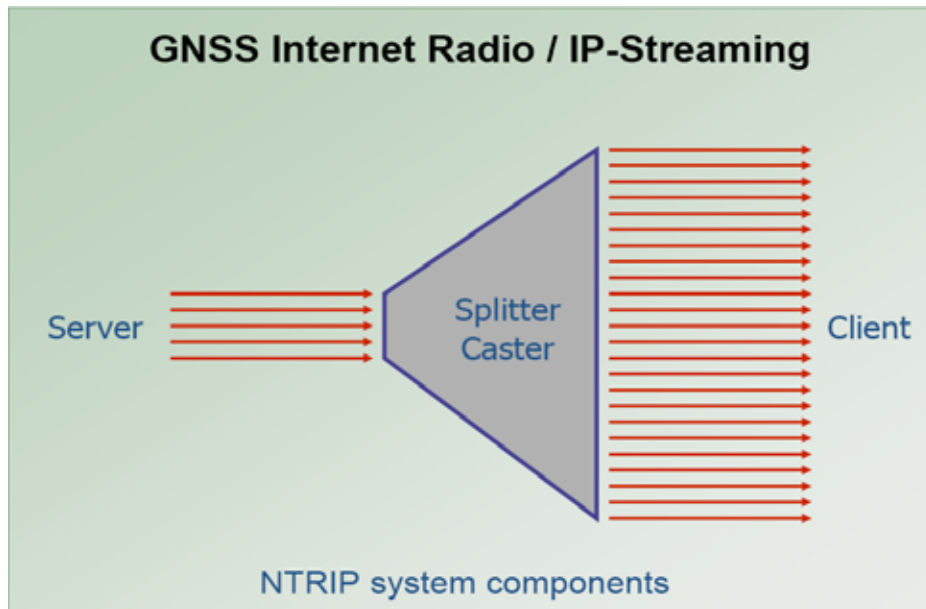 GNSS Internet Radio / IP-Streaming
Server
Splitter
Caster
Client
NTRIP system components